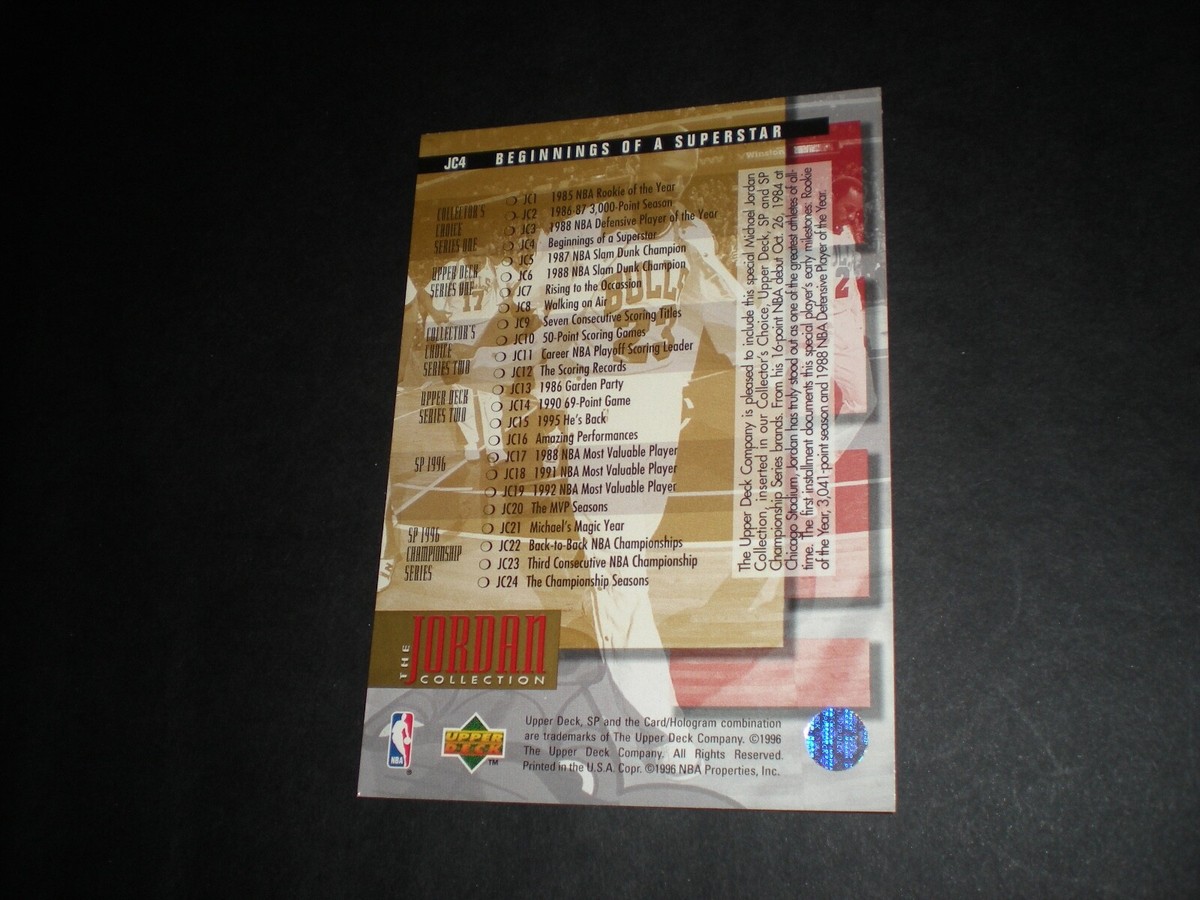 JC4 BEGINNINGS OF A SUPERSTAR
COLLECTOR'S
CHOICE
SERIES ONE
JC1 1985 NBA Rookie of the Year
JC2 1986-87 3,000-Point Season
JC3 1988 NBA Defensive Player of the Year
JC4 Beginnings of a Superstar
UPPER DECK
SERIES ONE
JC5 1987 NBA Slam Dunk Champion
JC6 1988 NBA Slam Dunk Champion
JC7 Rising to the Occassion
JC8 Walking on Air
COLLECTOR'S
CHOICE
SERIES TWO
JC9 Seven Consecutive Scoring Titles
JC10 50-Point Scoring Games
JC11 Career NBA Playoff Scoring Leader
JC12 The Scoring Records
UPPER DECK
SERIES TWO
JC13 1986 Garden Party
JC14 1990 69-Point Game
JC15 1995 He's Back
JC16 Amazing Performances
SP 1996
JC17 1988 NBA Most Valuable Player
JC18 1991 NBA Most Valuable Player
JC19 1992 NBA Most Valuable Player
JC20 The MVP Seasons
SP 1996
CHAMPIONSHIP
SERIES
JC21 Michael's Magic Year
JC22 Back-to-Back NBA Championships
JC23 Third Consecutive NBA Championship
JC24 The Championship Seasons
The Upper Deck Company is pleased to include this special Michael Jordan
Collection, inserted in our Collector's Choice, Upper Deck, SP and SP
Championship Series brands. From his 16-point NBA debut Oct. 26, 1984 at
Chicago Stadium, Jordan has truly stood out as one of the greatest athletes of all-
time. The first installment documents this special player's early milestones: Rookie
of the Year, 3,041-point season and 1988 NBA Defensive Player of the Year.
Winston
BULLS
23
17
2
THE
JORDAN
COLLECTION
NBA
®
UPPER
DECK
™
Upper Deck, SP and the Card/Hologram combination
are trademarks of The Upper Deck Company. ©1996
The Upper Deck Company. All Rights Reserved.
Printed in the U.S.A. Copr. ©1996 NBA Properties, Inc.